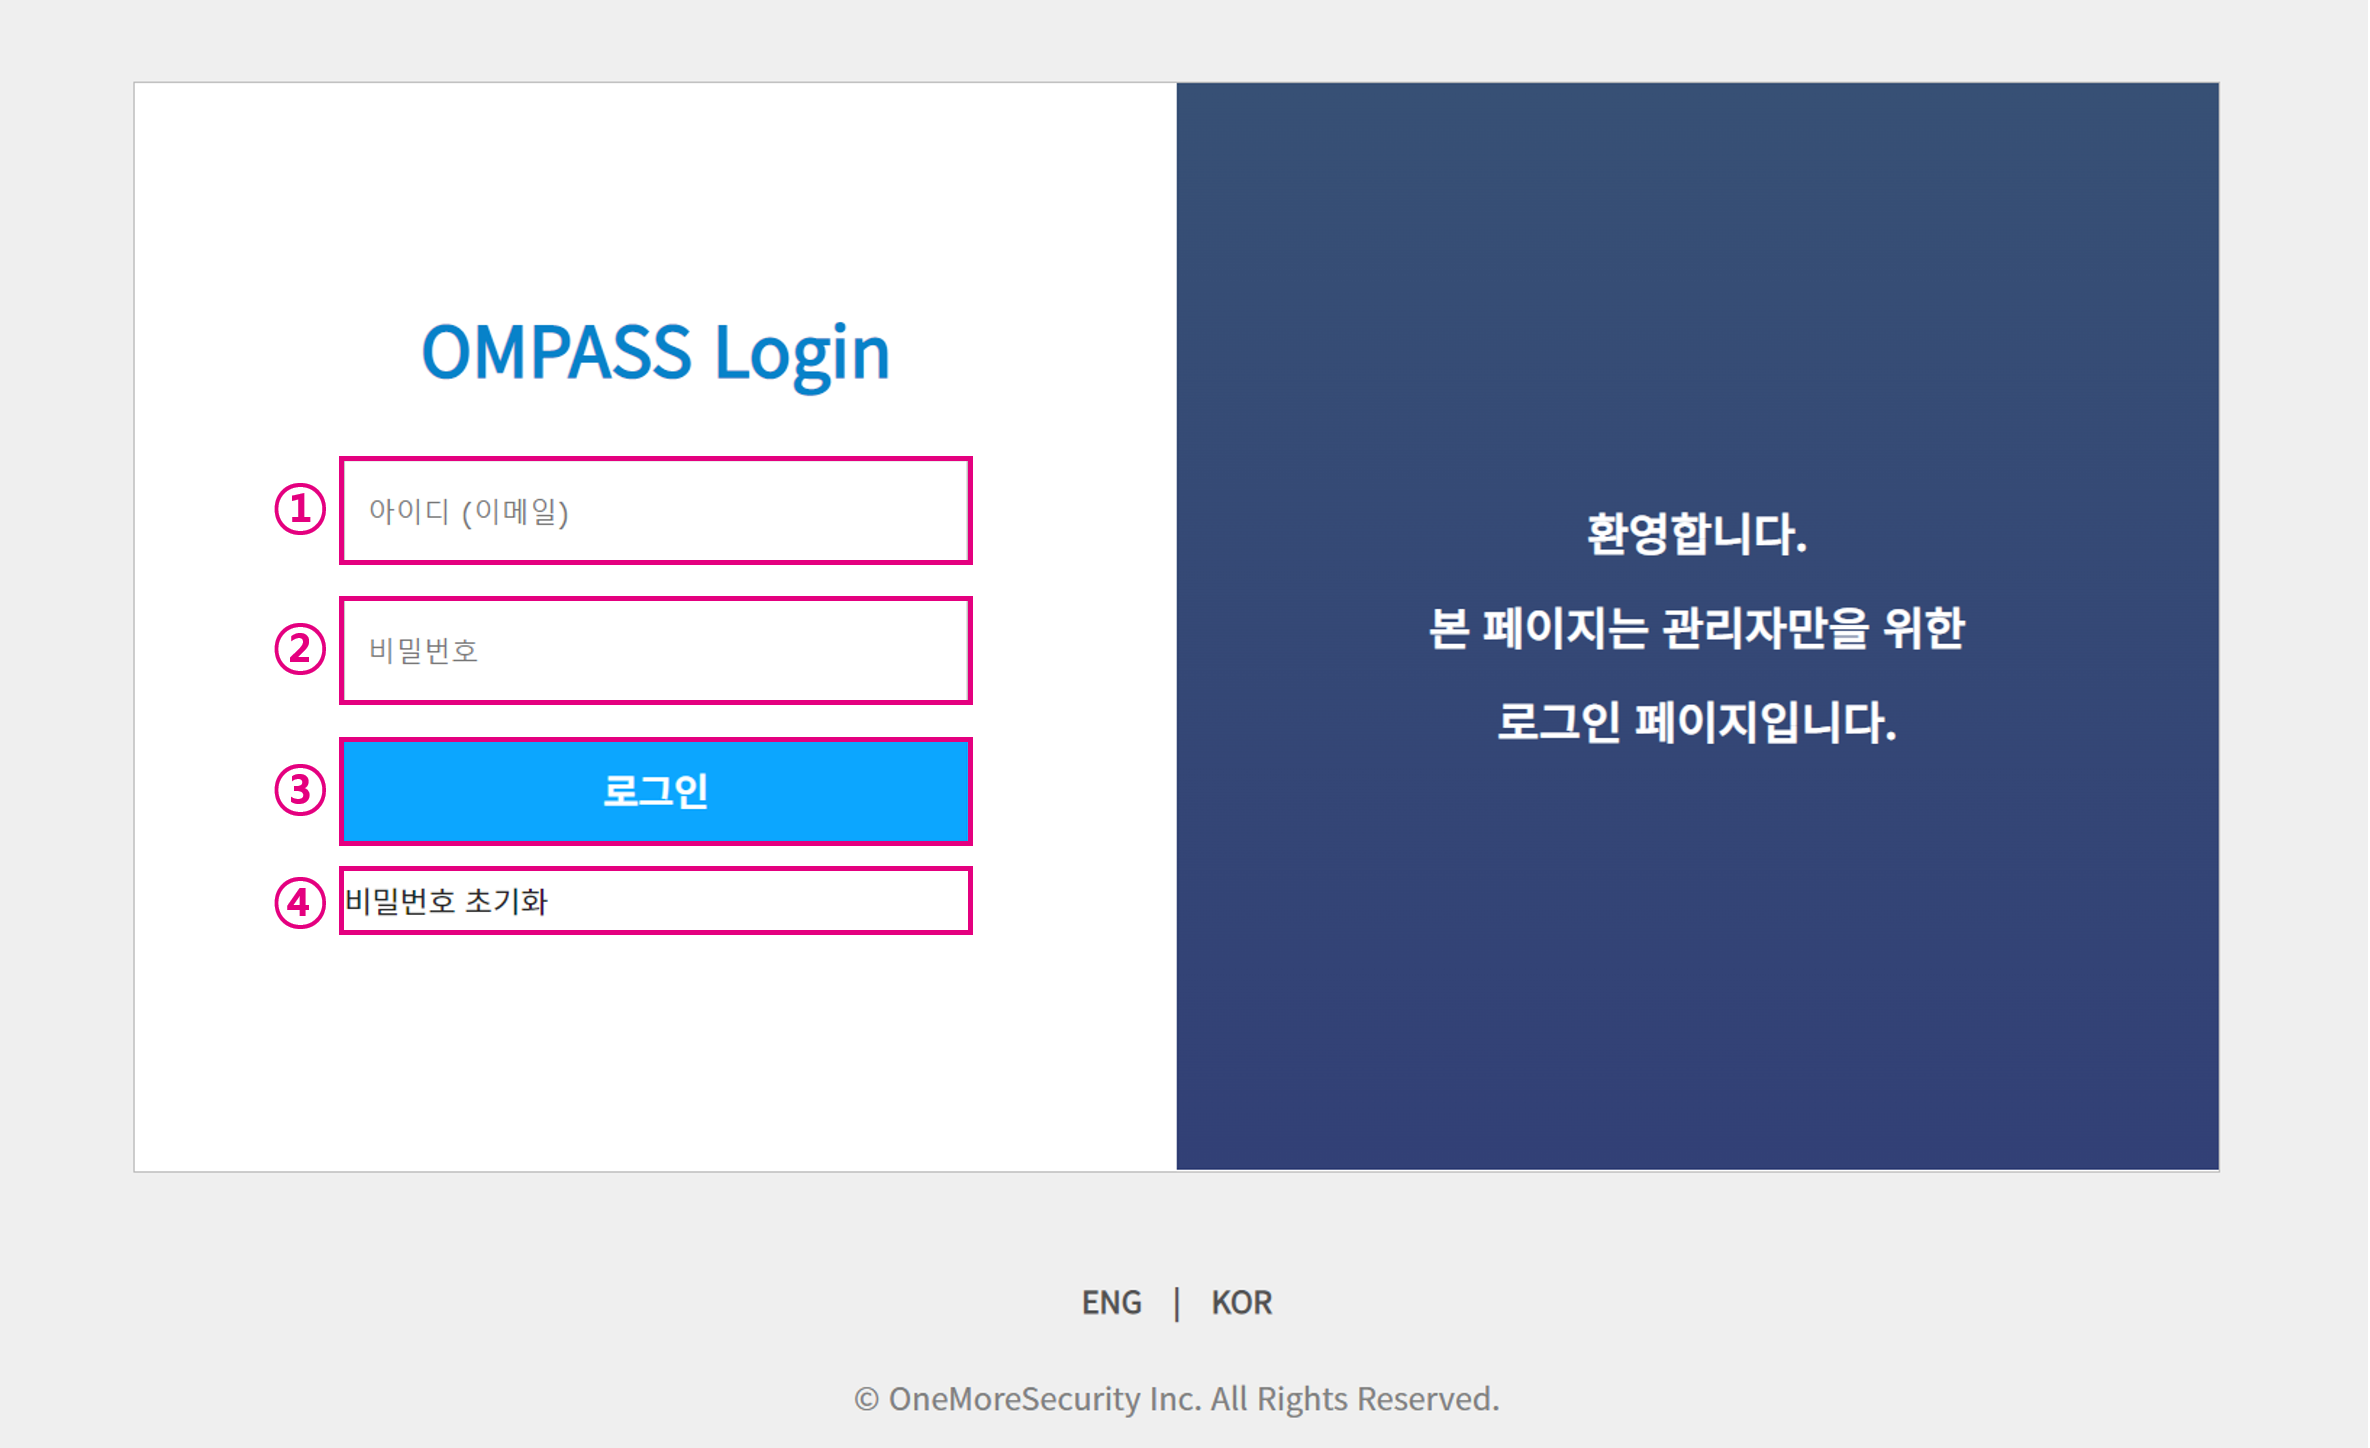 OMPASS Login
① 아이디 (이메일)
② 비밀번호
③ 로그인
④ 비밀번호 초기화
환영합니다.
본 페이지는 관리자만을 위한
로그인 페이지입니다.
ENG | KOR
© OneMoreSecurity Inc. All Rights Reserved.